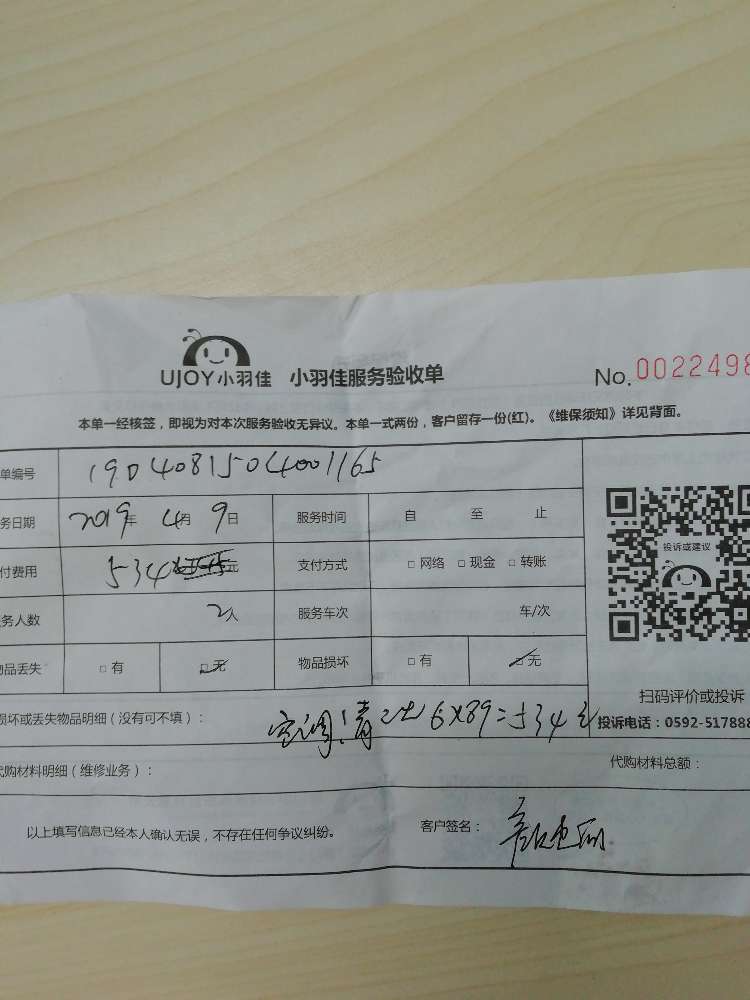 UJOY小羽佳 小羽佳服务验收单 No.0022498
本单一经核签，即视为对本次服务验收无异议。本单一式两份，客户留存一份(红)。《维保须知》详见背面。
单编号 1904081504001165
务日期 2019年 4月 9日 服务时间 自 至 止
付费用 534 元 支付方式 □ 网络 □ 现金 □ 转账
投诉或建议
务人数 2人 服务车次 车/次
物品丢失 □ 有 □ 无 物品损坏 □ 有 □ 无
扫码评价或投诉
损坏或丢失物品明细（没有可不填）： 空调清洗 6X89=534元 投诉电话：0592-517888
代购材料明细（维修业务）： 代购材料总额：
以上填写信息已经本人确认无误，不存在任何争议纠纷。 客户签名：